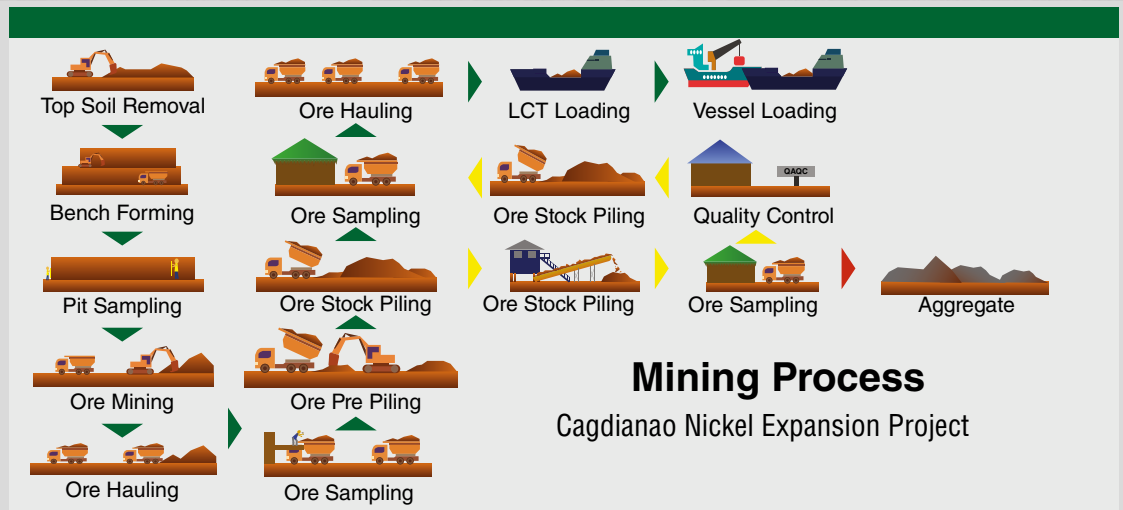 Top Soil Removal
Bench Forming
Pit Sampling
Ore Mining
Ore Hauling
Ore Sampling
Ore Pre Piling
Ore Stock Piling
Ore Sampling
Ore Hauling
LCT Loading
Vessel Loading
Ore Stock Piling
Ore Sampling
QAQC
Quality Control
Ore Stock Piling
Aggregate
Mining Process
Cagdianao Nickel Expansion Project